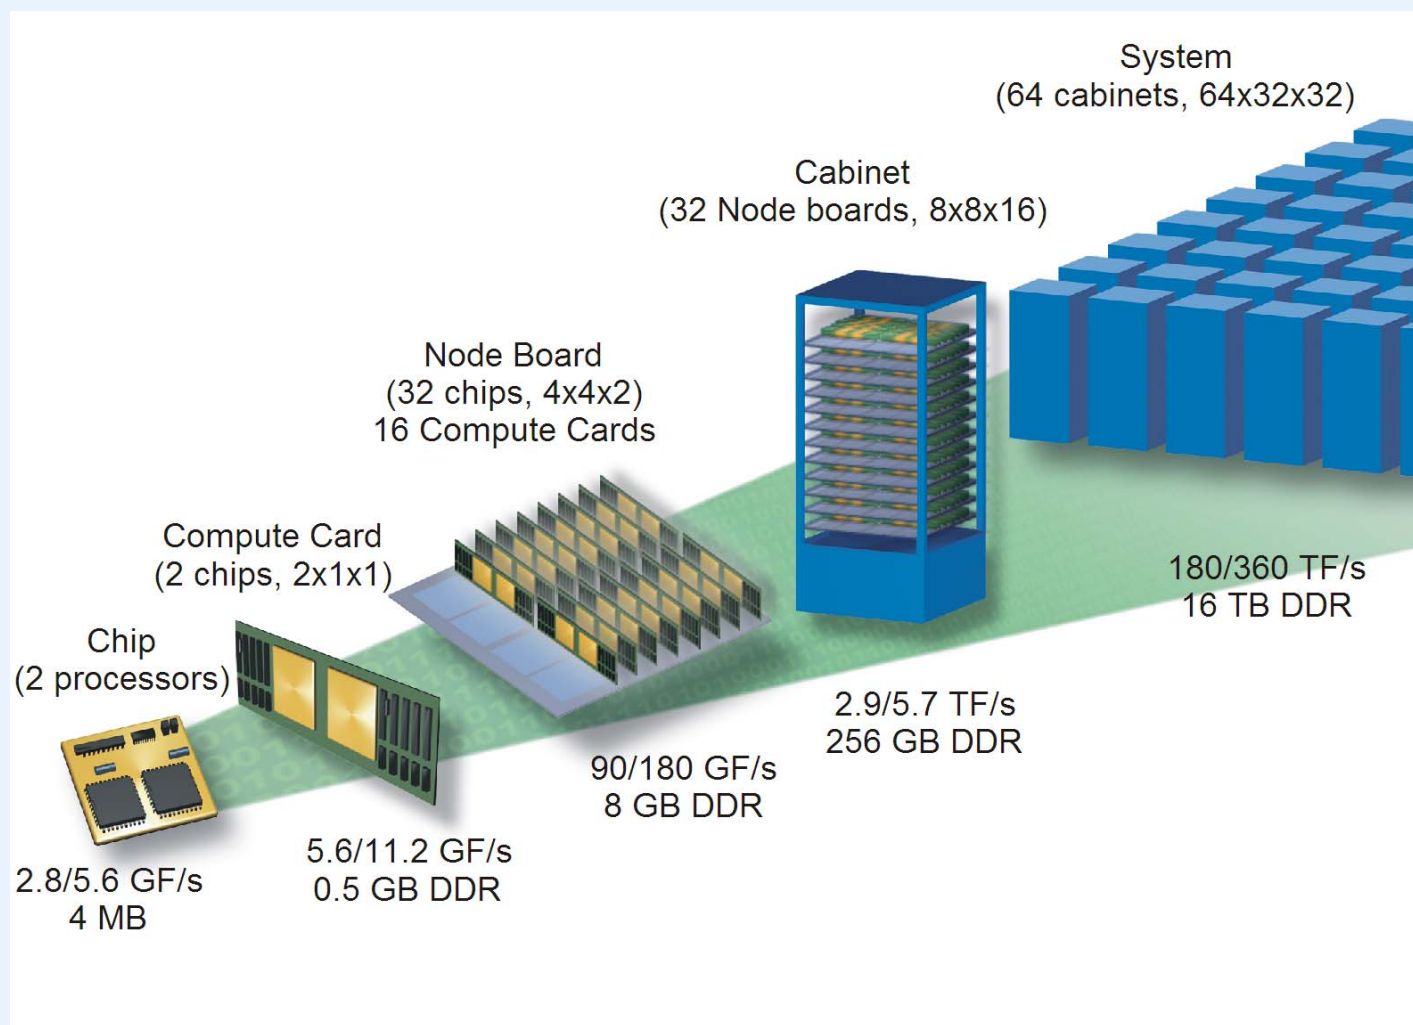 System
(64 cabinets, 64x32x32)
Cabinet
(32 Node boards, 8x8x16)
Node Board
(32 chips, 4x4x2)
16 Compute Cards
Compute Card
(2 chips, 2x1x1)
Chip
(2 processors)
180/360 TF/s
16 TB DDR
2.9/5.7 TF/s
256 GB DDR
90/180 GF/s
8 GB DDR
5.6/11.2 GF/s
0.5 GB DDR
2.8/5.6 GF/s
4 MB